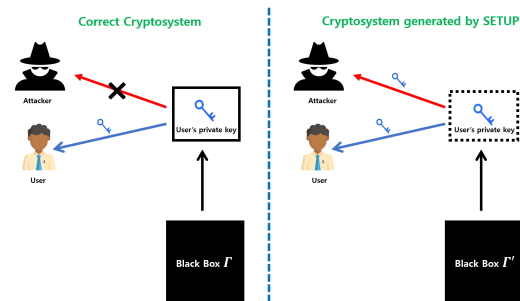 Correct Cryptosystem
Attacker
User's private key
User
Black Box Γ
Cryptosystem generated by SETUP
Attacker
User's private key
User
Black Box Γ′